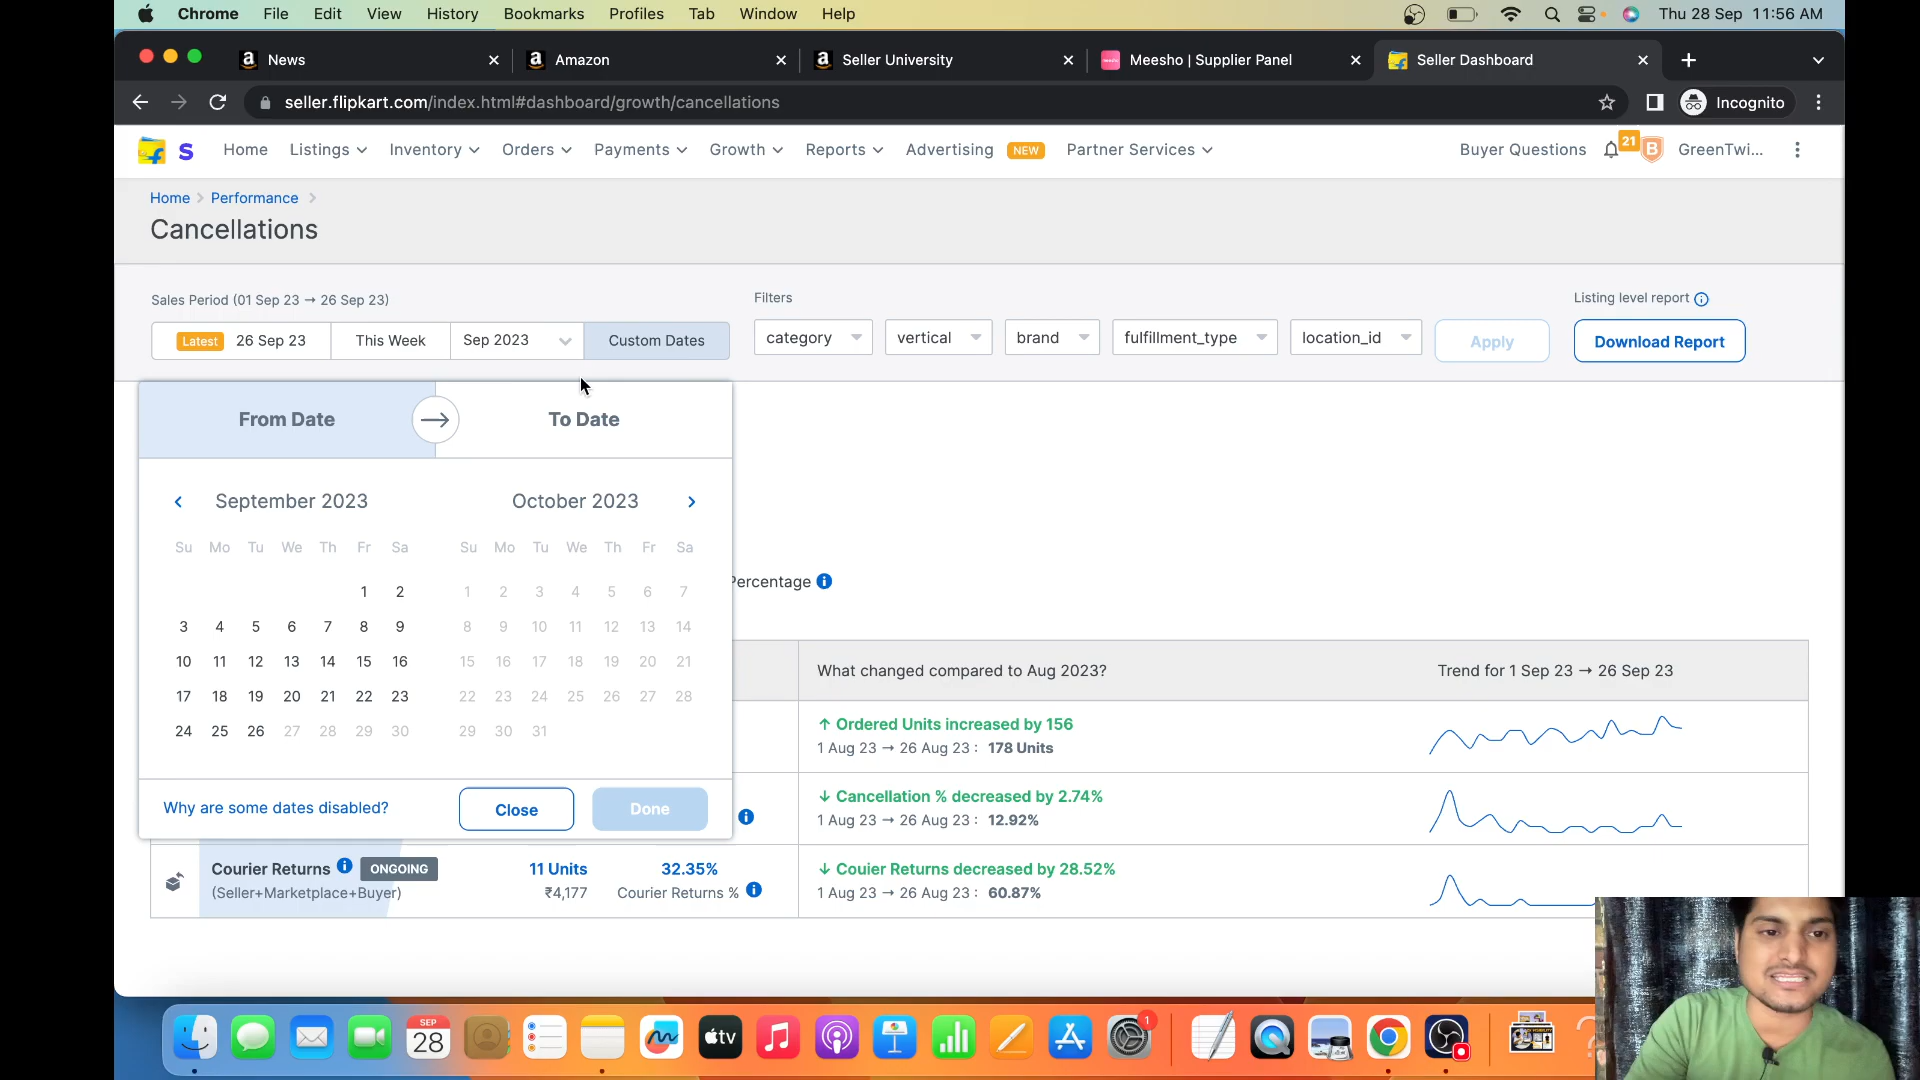 Chrome File Edit View History Bookmarks Profiles Tab Window Help Thu 28 Sep 11:56 AM
News Amazon Seller University Meesho | Supplier Panel Seller Dashboard
seller.flipkart.com/index.html#dashboard/growth/cancellations Incognito
Home Listings Inventory Orders Payments Growth Reports Advertising NEW Partner Services Buyer Questions 21 B GreenTwi...
Home > Performance >
Cancellations
Sales Period (01 Sep 23 → 26 Sep 23) Filters Listing level report
Latest 26 Sep 23 This Week Sep 2023 Custom Dates category vertical brand fulfillment_type location_id Apply Download Report
From Date → To Date
September 2023 October 2023
Su Mo Tu We Th Fr Sa Su Mo Tu We Th Fr Sa
Percentage
1 2 1 2 3 4 5 6 7
3 4 5 6 7 8 9 8 9 10 11 12 13 14
10 11 12 13 14 15 16 15 16 17 18 19 20 21
17 18 19 20 21 22 23 22 23 24 25 26 27 28
24 25 26 27 28 29 30 29 30 31
Why are some dates disabled? Close Done
What changed compared to Aug 2023? Trend for 1 Sep 23 → 26 Sep 23
↑ Ordered Units increased by 156
1 Aug 23 → 26 Aug 23 : 178 Units
↓ Cancellation % decreased by 2.74%
1 Aug 23 → 26 Aug 23 : 12.92%
Courier Returns ONGOING 11 Units 32.35% ↓ Couier Returns decreased by 28.52%
(Seller+Marketplace+Buyer) ₹4,177 Courier Returns % 1 Aug 23 → 26 Aug 23 : 60.87%
SEP
28
tv
1